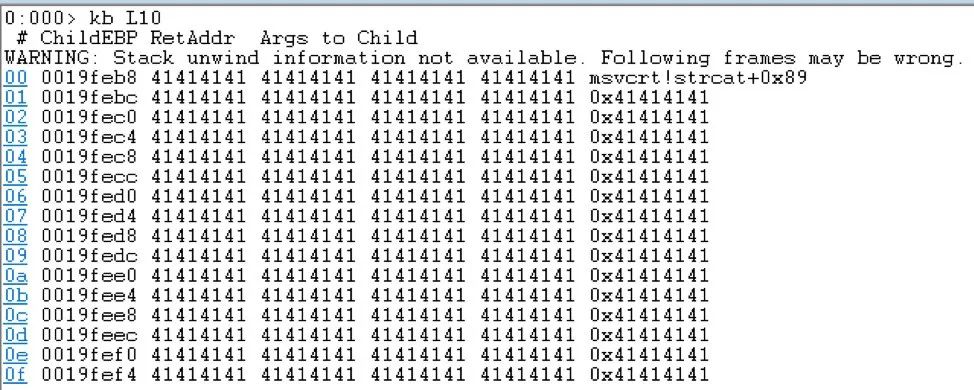 0:000> kb L10
 # ChildEBP RetAddr  Args to Child
WARNING: Stack unwind information not available. Following frames may be wrong.
00 0019feb8 41414141 41414141 41414141 41414141 msvcrt!strcat+0x89
01 0019febc 41414141 41414141 41414141 41414141 0x41414141
02 0019fec0 41414141 41414141 41414141 41414141 0x41414141
03 0019fec4 41414141 41414141 41414141 41414141 0x41414141
04 0019fec8 41414141 41414141 41414141 41414141 0x41414141
05 0019fecc 41414141 41414141 41414141 41414141 0x41414141
06 0019fed0 41414141 41414141 41414141 41414141 0x41414141
07 0019fed4 41414141 41414141 41414141 41414141 0x41414141
08 0019fed8 41414141 41414141 41414141 41414141 0x41414141
09 0019fedc 41414141 41414141 41414141 41414141 0x41414141
0a 0019fee0 41414141 41414141 41414141 41414141 0x41414141
0b 0019fee4 41414141 41414141 41414141 41414141 0x41414141
0c 0019fee8 41414141 41414141 41414141 41414141 0x41414141
0d 0019feec 41414141 41414141 41414141 41414141 0x41414141
0e 0019fef0 41414141 41414141 41414141 41414141 0x41414141
0f 0019fef4 41414141 41414141 41414141 41414141 0x41414141